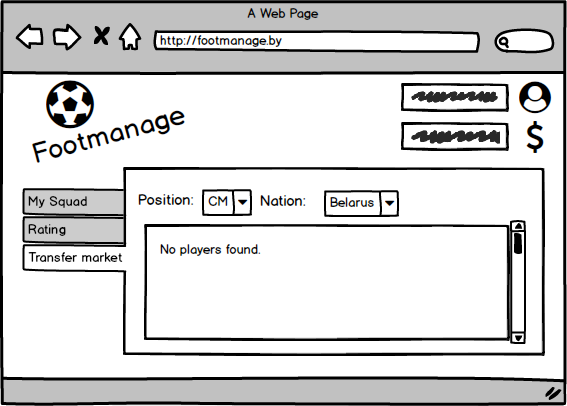 A Web Page
http://footmanage.by
Footmanage
$
My Squad
Rating
Transfer market
Position: CM Nation: Belarus
No players found.